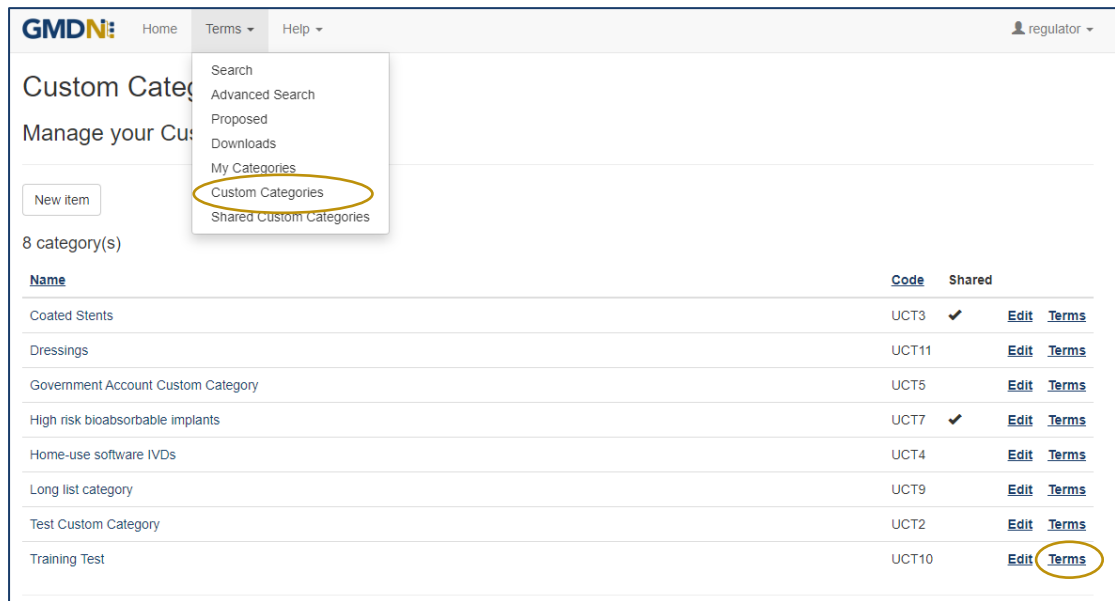 GMDN Home Terms Help regulator
Search
Custom Categ
Advanced Search
Proposed
Manage your Cus
Downloads
My Categories
Custom Categories
New item
Shared Custom Categories
8 category(s)
Name Code Shared
Coated Stents UCT3 ✔ Edit Terms
Dressings UCT11 Edit Terms
Government Account Custom Category UCT5 Edit Terms
High risk bioabsorbable implants UCT7 ✔ Edit Terms
Home-use software IVDs UCT4 Edit Terms
Long list category UCT9 Edit Terms
Test Custom Category UCT2 Edit Terms
Training Test UCT10 Edit Terms